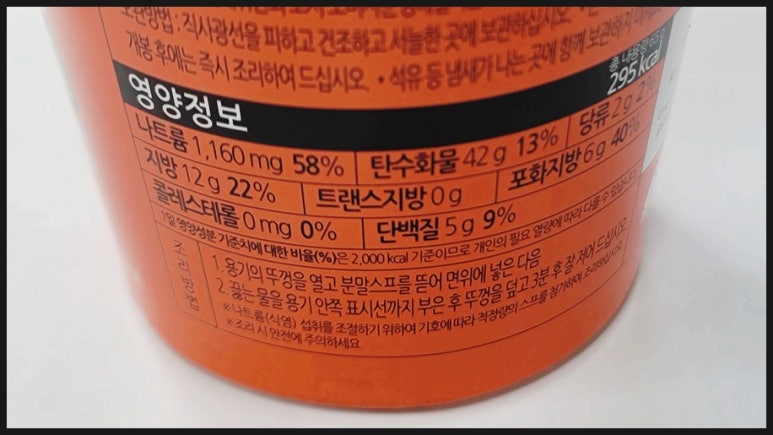 보관방법 : 직사광선을 피하고 건조하고 서늘한 곳에 보관하십시오
개봉 후에는 즉시 조리하여 드십시오. • 석유 등 냄새가 나는 곳에 함께 보관하지
영양정보
총 내용량 65g
295 kcal
나트륨 1,160 mg 58% 탄수화물 42 g 13% 당류 2 g 2%
지방 12 g 22% 트랜스지방 0 g 포화지방 6 g 40%
콜레스테롤 0 mg 0% 단백질 5 g 9%
1일 영양성분 기준치에 대한 비율(%)은 2,000 kcal 기준이므로 개인의 필요 열량에 따라 다를 수 있습니다
조리방법
1. 용기의 뚜껑을 열고 분말스프를 뜯어 면위에 넣은 다음
2. 끓는 물을 용기 안쪽 표시선까지 부은 후 뚜껑을 덮고 3분 후 잘 저어 드십시오.
※ 나트륨(식염) 섭취를 조절하기 위하여 기호에 따라 적정량의 스프를 첨가하여 조리하십시오.
※ 조리 시 안전에 주의하세요.